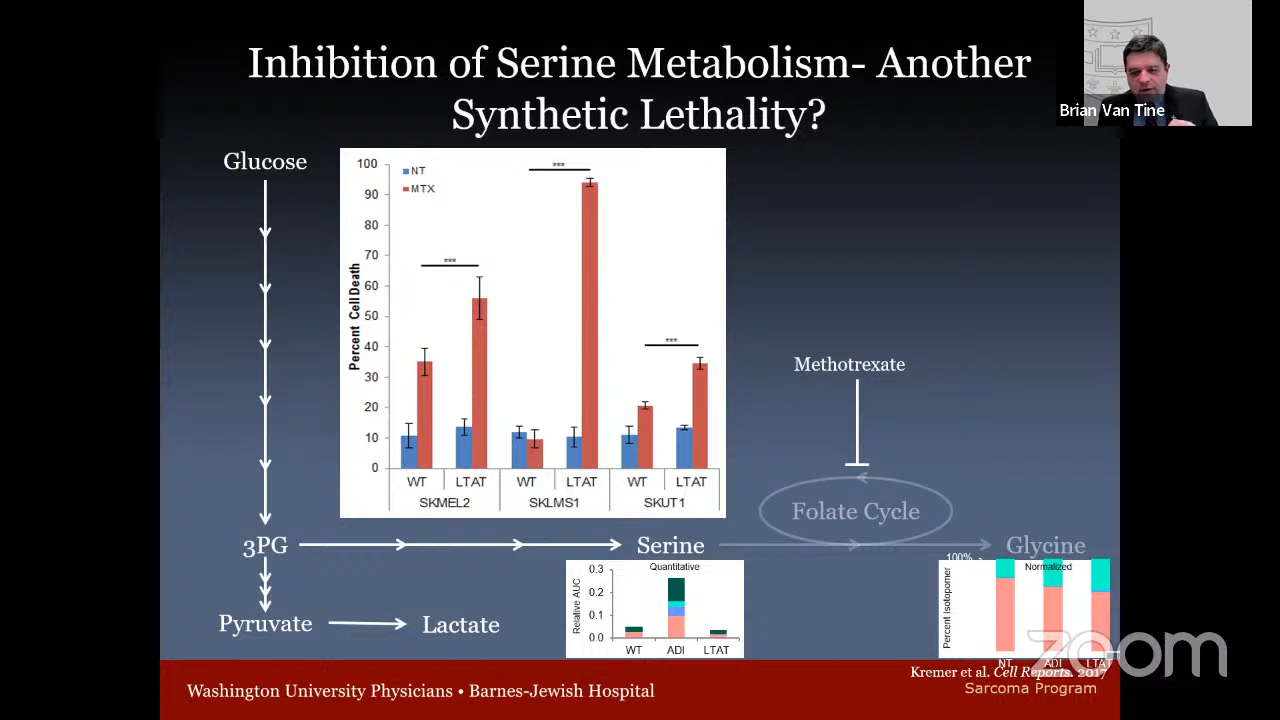 Inhibition of Serine Metabolism- Another
Synthetic Lethality?
Brian Van Tine
Glucose
3PG
Pyruvate
Lactate
Serine
Glycine
Methotrexate
Folate Cycle
Percent Cell Death
100
90
80
70
60
50
40
30
20
10
0
NT
MTX
***
***
***
WT LTAT WT LTAT WT LTAT
SKMEL2 SKLMS1 SKUT1
Quantitative
Relative AUC
0.3
0.2
0.1
0.0
WT ADI LTAT
100%
Normalized
Percent Isotopomer
NT ADI LTAT
zoom
Kremer et al. Cell Reports. 2017
Washington University Physicians • Barnes-Jewish Hospital
Sarcoma Program